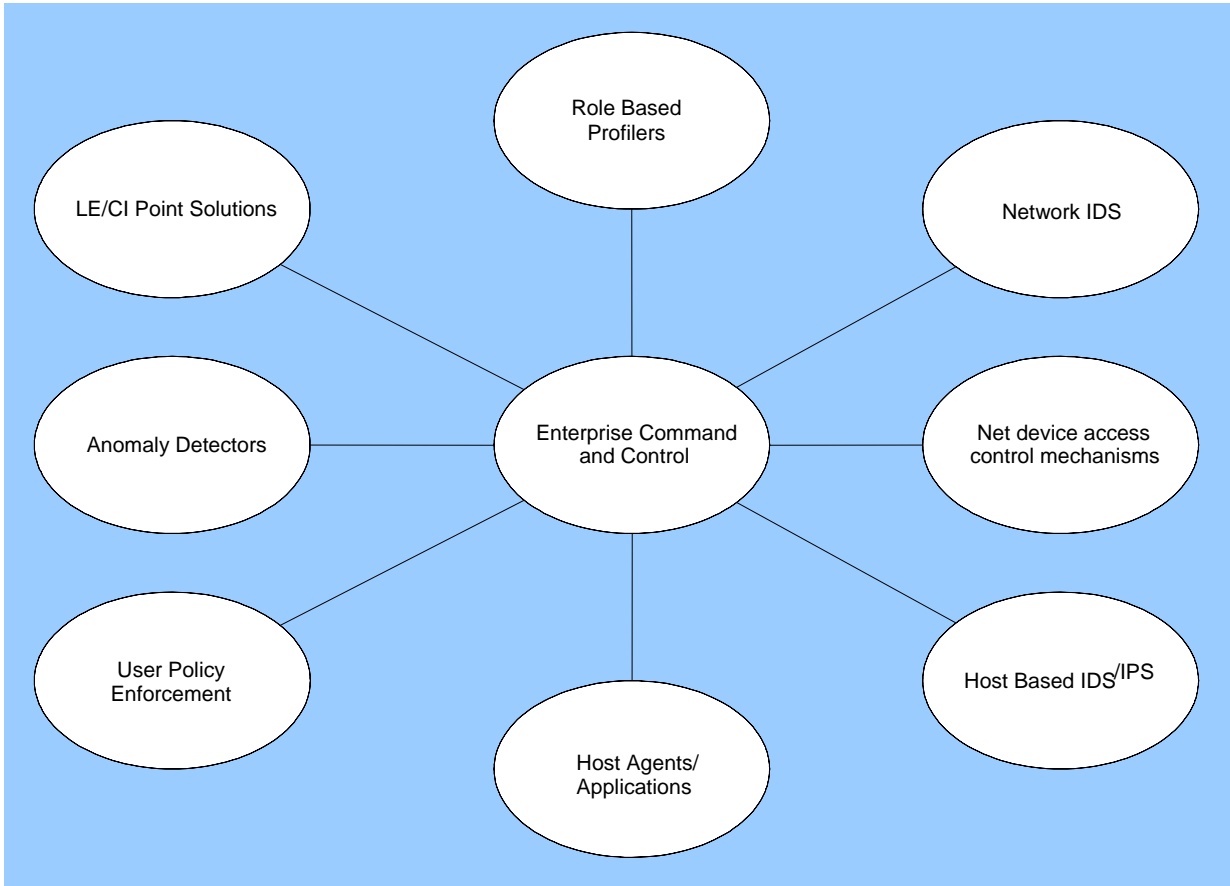 Role Based
Profilers
LE/CI Point Solutions
Network IDS
Anomaly Detectors
Enterprise Command
and Control
Net device access
control mechanisms
User Policy
Enforcement
Host Based IDS/IPS
Host Agents/
Applications